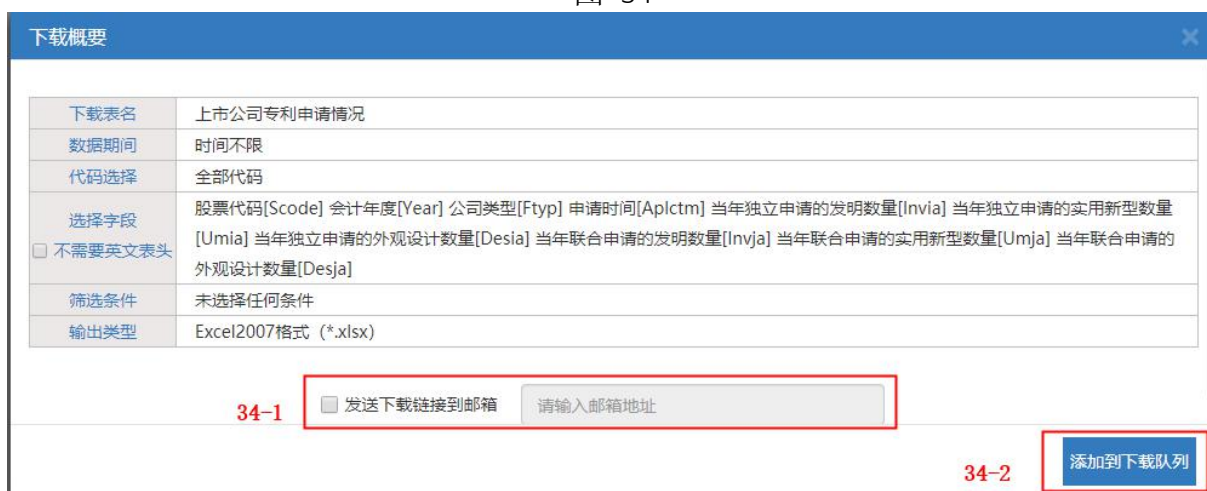 下载概要
下载表名 上市公司专利申请情况
数据期间 时间不限
代码选择 全部代码
选择字段
不需要英文表头
股票代码[Scode] 会计年度[Year] 公司类型[Ftyp] 申请时间[Aplctm] 当年独立申请的发明数量[Invia] 当年独立申请的实用新型数量
[Umia] 当年独立申请的外观设计数量[Desia] 当年联合申请的发明数量[Invja] 当年联合申请的实用新型数量[Umja] 当年联合申请的
外观设计数量[Desja]
筛选条件 未选择任何条件
输出类型 Excel2007格式 (*.xlsx)
34-1 发送下载链接到邮箱 请输入邮箱地址
34-2 添加到下载队列